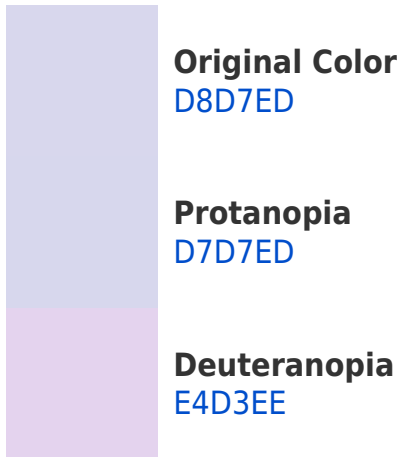 Original Color
D8D7ED
Protanopia
D7D7ED
Deuteranopia
E4D3EE